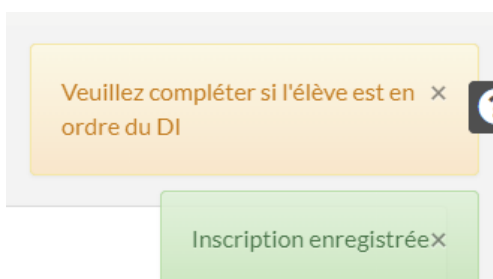 Veuillez compléter si l'élève est en ×
ordre du DI
Inscription enregistrée×